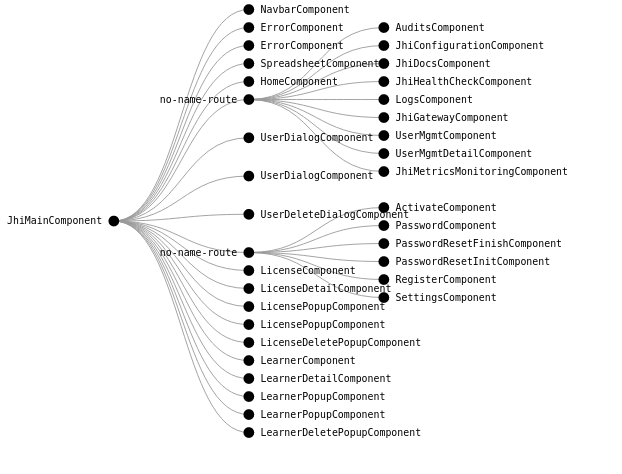 JhiMainComponent
NavbarComponent
ErrorComponent
ErrorComponent
SpreadsheetComponent
HomeComponent
no-name-route
AuditsComponent
JhiConfigurationComponent
JhiDocsComponent
JhiHealthCheckComponent
LogsComponent
JhiGatewayComponent
UserMgmtComponent
UserMgmtDetailComponent
JhiMetricsMonitoringComponent
UserDialogComponent
UserDialogComponent
UserDeleteDialogComponent
no-name-route
ActivateComponent
PasswordComponent
PasswordResetFinishComponent
PasswordResetInitComponent
RegisterComponent
SettingsComponent
LicenseComponent
LicenseDetailComponent
LicensePopupComponent
LicensePopupComponent
LicenseDeletePopupComponent
LearnerComponent
LearnerDetailComponent
LearnerPopupComponent
LearnerPopupComponent
LearnerDeletePopupComponent